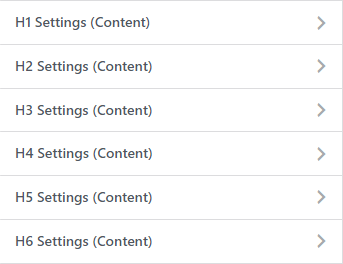 H1 Settings (Content)
H2 Settings (Content)
H3 Settings (Content)
H4 Settings (Content)
H5 Settings (Content)
H6 Settings (Content)